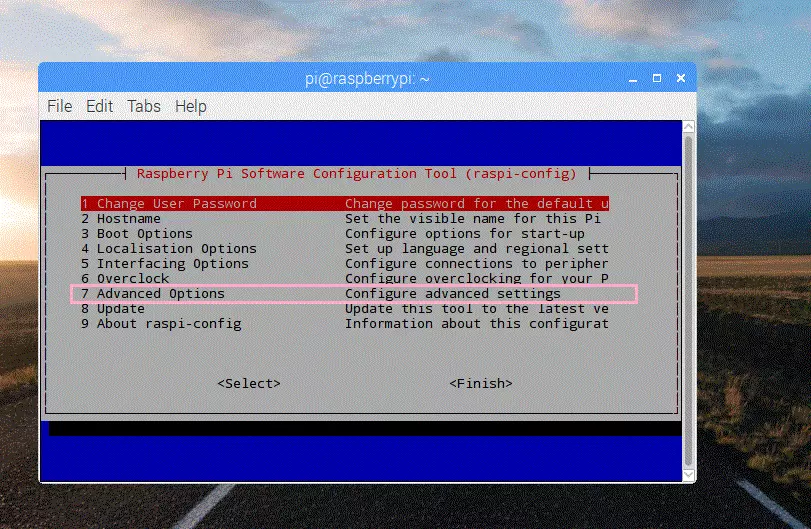 pi@raspberrypi: ~
File Edit Tabs Help
Raspberry Pi Software Configuration Tool (raspi-config)
1 Change User Password Change password for the default u
2 Hostname Set the visible name for this Pi
3 Boot Options Configure options for start-up
4 Localisation Options Set up language and regional sett
5 Interfacing Options Configure connections to peripher
6 Overclock Configure overclocking for your P
7 Advanced Options Configure advanced settings
8 Update Update this tool to the latest ve
9 About raspi-config Information about this configurat
<Select> <Finish>